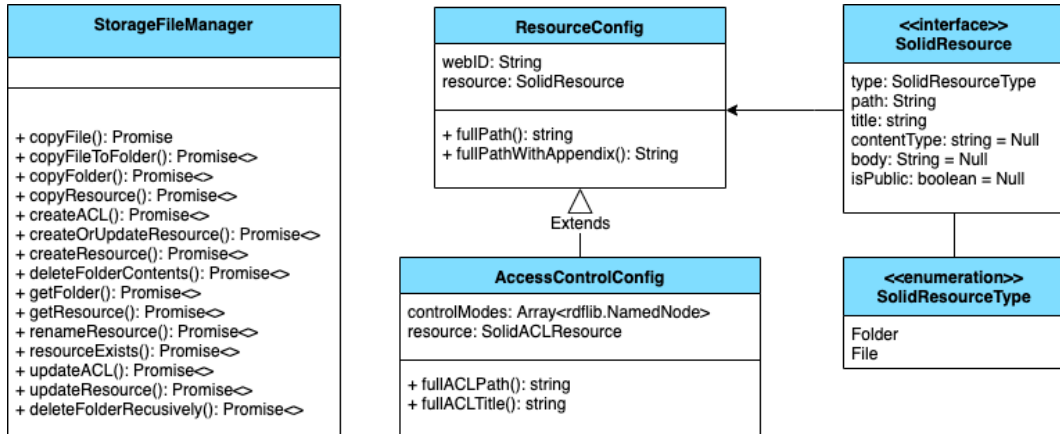 StorageFileManager
+ copyFile(): Promise
+ copyFileToFolder(): Promise<>
+ copyFolder(): Promise<>
+ copyResource(): Promise<>
+ createACL(): Promise<>
+ createOrUpdateResource(): Promise<>
+ createResource(): Promise<>
+ deleteFolderContents(): Promise<>
+ getFolder(): Promise<>
+ getResource(): Promise<>
+ renameResource(): Promise<>
+ resourceExists(): Promise<>
+ updateACL(): Promise<>
+ updateResource(): Promise<>
+ deleteFolderRecusively(): Promise<>
ResourceConfig
webID: String
resource: SolidResource
+ fullPath(): string
+ fullPathWithAppendix(): String
Extends
AccessControlConfig
controlModes: Array<rdflib.NamedNode>
resource: SolidACLResource
+ fullACLPath(): string
+ fullACLTitle(): string
<<interface>>
SolidResource
type: SolidResourceType
path: String
title: string
contentType: string = Null
body: String = Null
isPublic: boolean = Null
<<enumeration>>
SolidResourceType
Folder
File